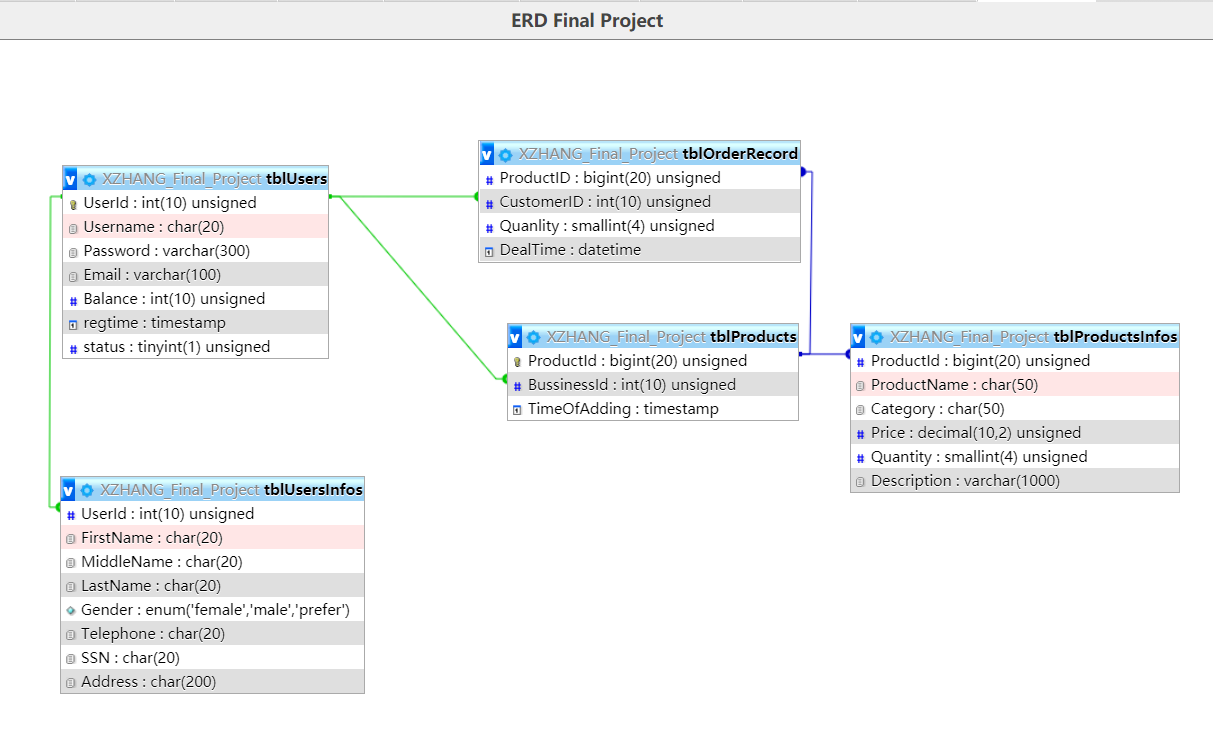 ERD Final Project
XZHANG_Final_Project tblUsers
UserId : int(10) unsigned
Username : char(20)
Password : varchar(300)
Email : varchar(100)
Balance : int(10) unsigned
regtime : timestamp
status : tinyint(1) unsigned
XZHANG_Final_Project tblOrderRecord
ProductID : bigint(20) unsigned
CustomerID : int(10) unsigned
Quanlity : smallint(4) unsigned
DealTime : datetime
XZHANG_Final_Project tblProducts
ProductId : bigint(20) unsigned
BussinessId : int(10) unsigned
TimeOfAdding : timestamp
XZHANG_Final_Project tblProductsInfos
ProductId : bigint(20) unsigned
ProductName : char(50)
Category : char(50)
Price : decimal(10,2) unsigned
Quantity : smallint(4) unsigned
Description : varchar(1000)
XZHANG_Final_Project tblUsersInfos
UserId : int(10) unsigned
FirstName : char(20)
MiddleName : char(20)
LastName : char(20)
Gender : enum('female','male','prefer')
Telephone : char(20)
SSN : char(20)
Address : char(200)